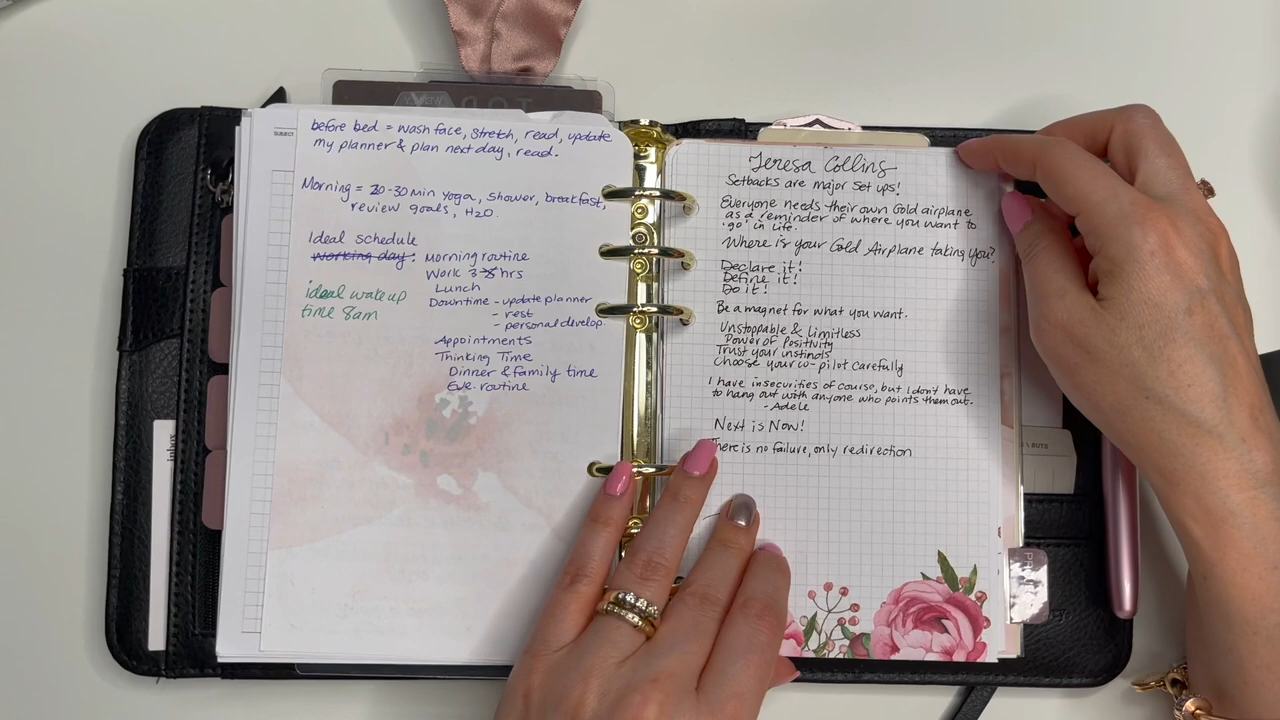 SUBJECT
before bed = wash face, stretch, read, update
my planner & plan next day, read.
Morning = 20-30 min yoga, shower, breakfast,
review goals, H2O.
Ideal schedule
Working day:
Morning routine
Work 3-5 hrs
Lunch
Downtime - update planner
- rest
- personal develop.
Appointments
Thinking Time
Dinner & family time
Eve. routine
ideal wake up
time 8am
inbox
Teresa Collins
Setbacks are major set ups!
Everyone needs their own Gold airplane
as a reminder of where you want to
'go' in life.
Where is your Gold Airplane taking you?
Declare it!
Define it!
Do it!
Be a magnet for what you want.
Unstoppable & Limitless
Power of Positivity
Trust your instincts
Choose your co-pilot carefully
I have insecurities of course, but I don't have
to hang out with anyone who points them out.
- Adele
Next is Now!
There is no failure, only redirection